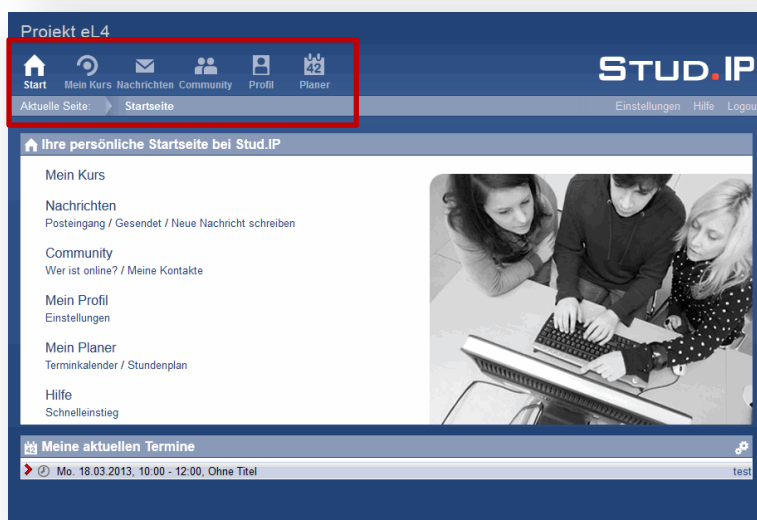 Projekt eL4
42
Start Mein Kurs Nachrichten Community Profil Planer
STUD.IP
Aktuelle Seite: Startseite
Einstellungen Hilfe Logou
Ihre persönliche Startseite bei Stud.IP
Mein Kurs
Nachrichten
Posteingang / Gesendet / Neue Nachricht schreiben
Community
Wer ist online? / Meine Kontakte
Mein Profil
Einstellungen
Mein Planer
Terminkalender / Stundenplan
Hilfe
Schnelleinstieg
42 Meine aktuellen Termine
Mo. 18.03.2013, 10:00 - 12:00, Ohne Titel test